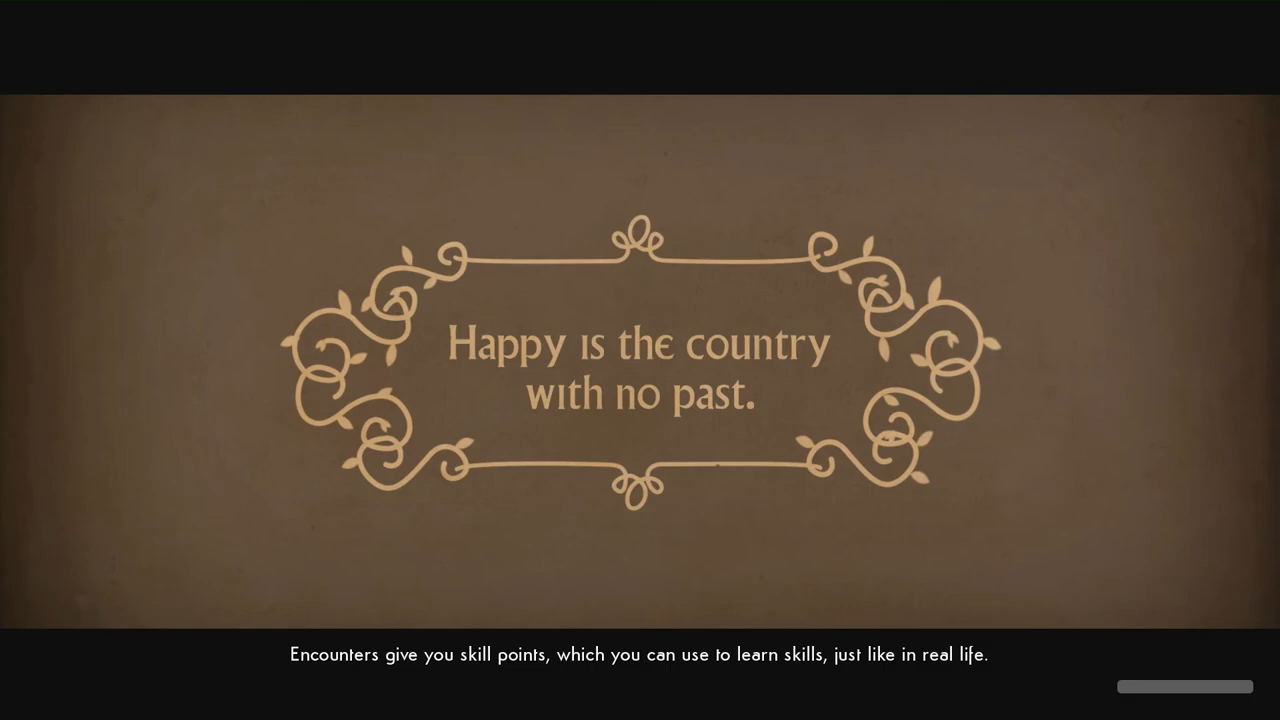 Happy is the country
with no past.
Encounters give you skill points, which you can use to learn skills, just like in real life.